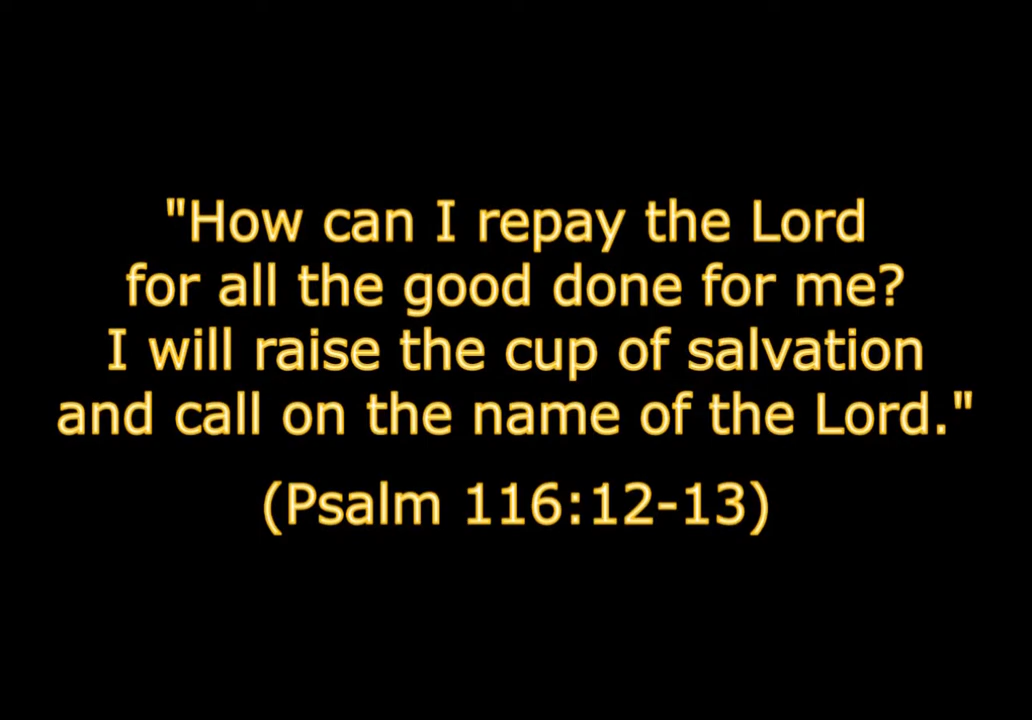 "How can I repay the Lord
for all the good done for me?
I will raise the cup of salvation
and call on the name of the Lord."
(Psalm 116:12-13)